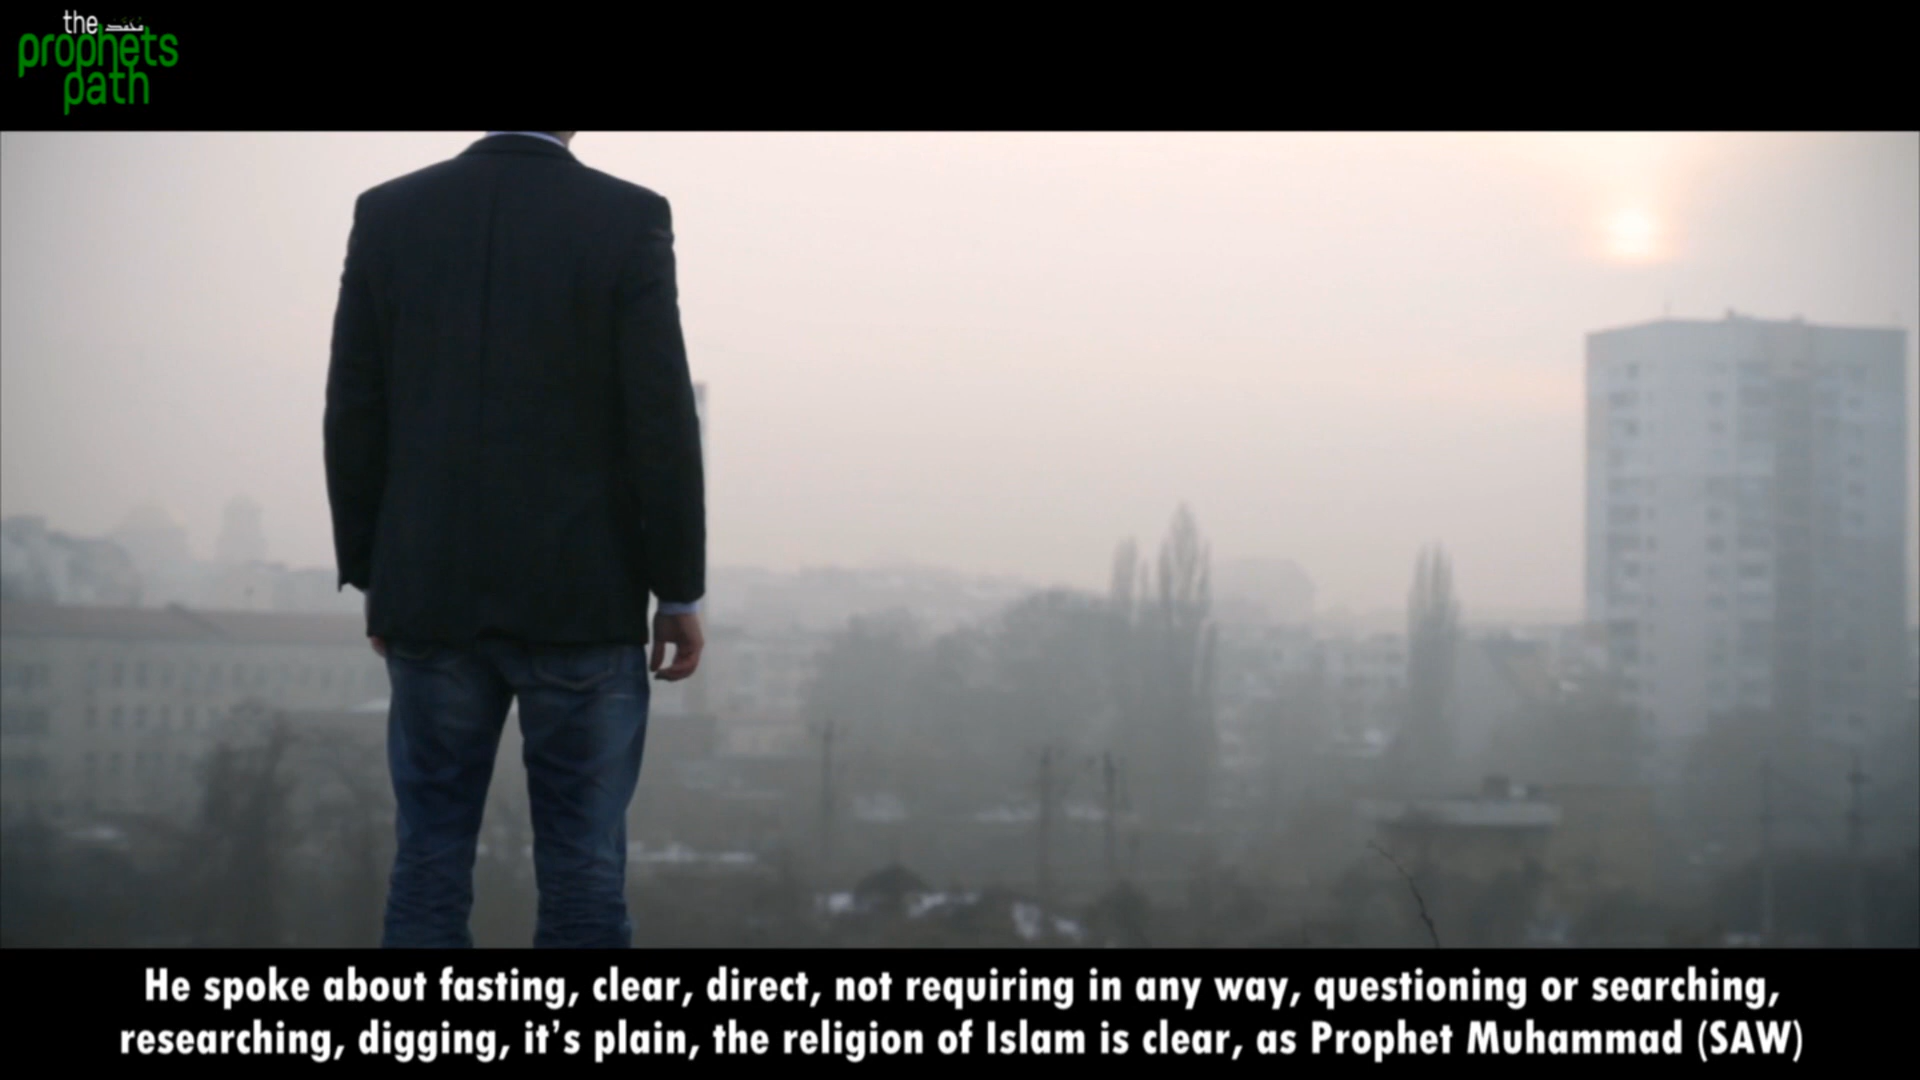 the محمد
prophets
path
He spoke about fasting, clear, direct, not requiring in any way, questioning or searching,
researching, digging, it's plain, the religion of Islam is clear, as Prophet Muhammad (SAW)